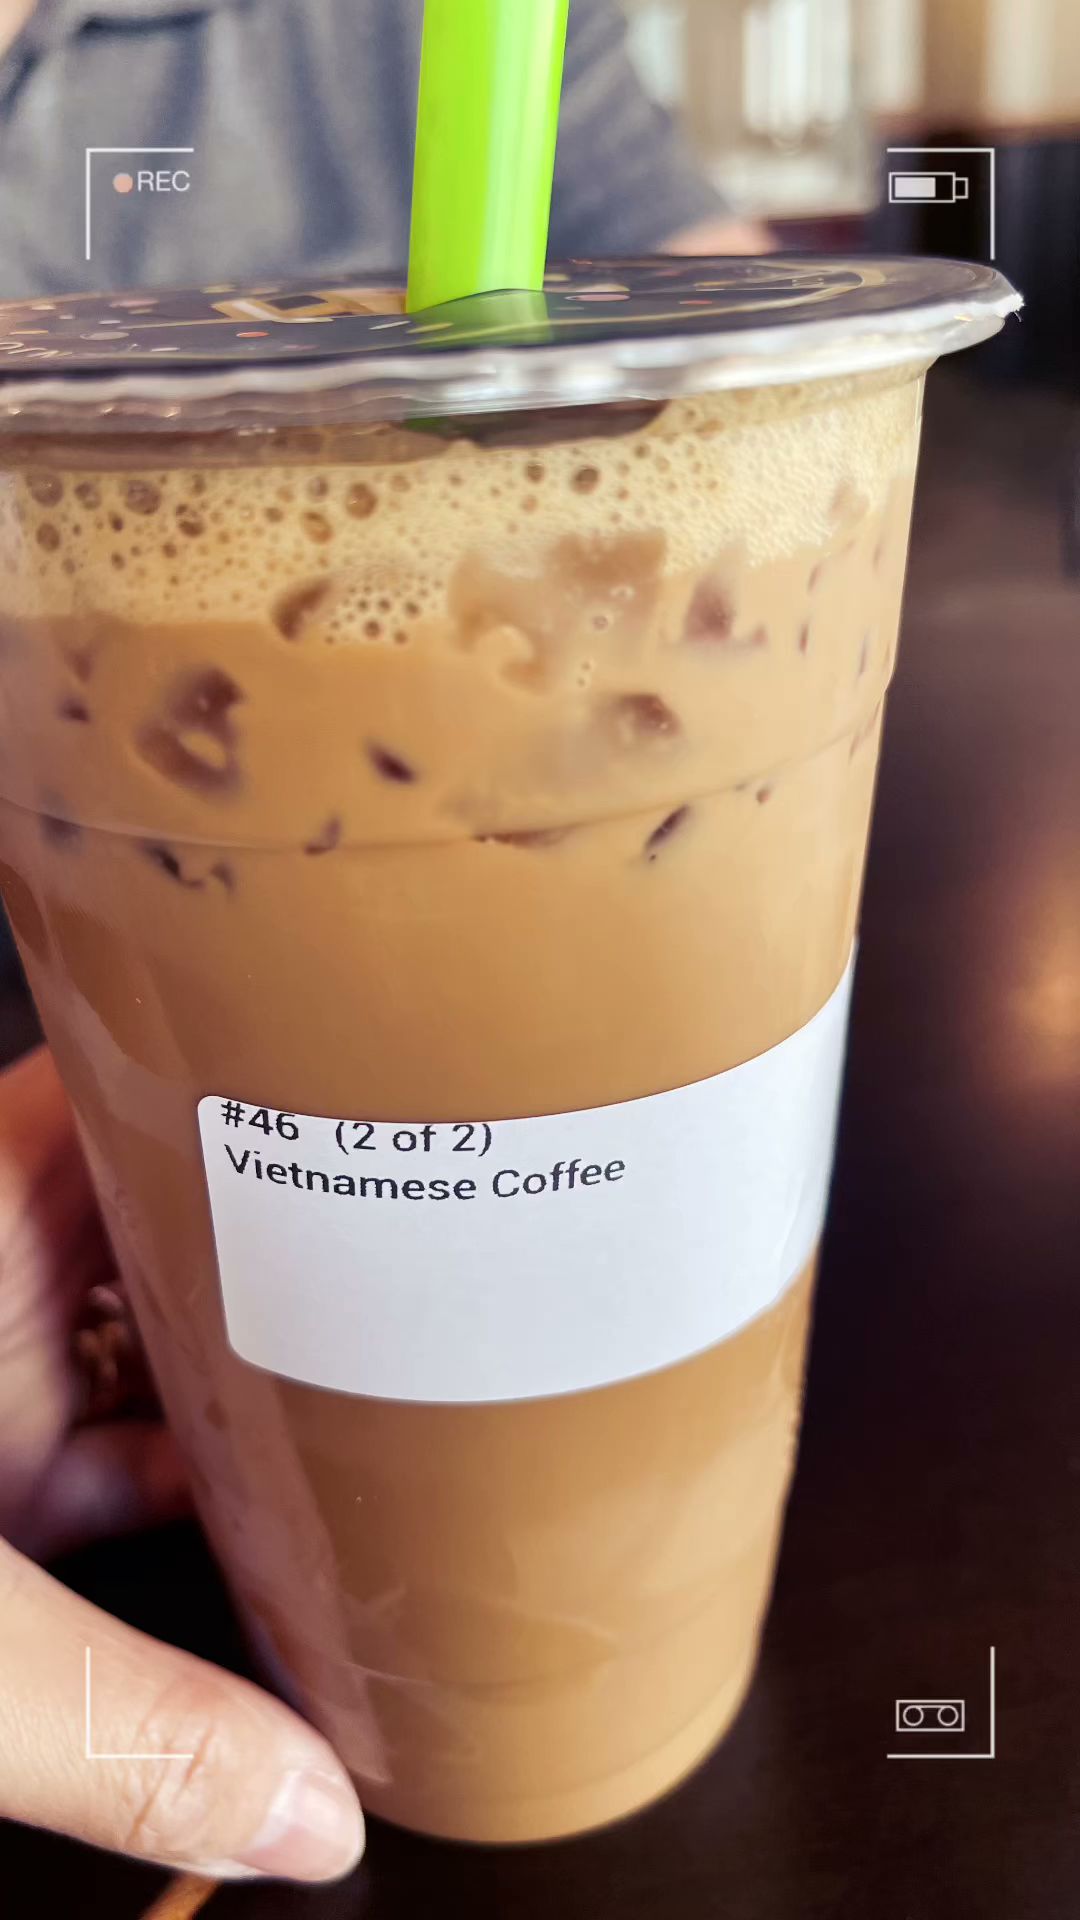 REC
#46 (2 of 2)
Vietnamese Coffee